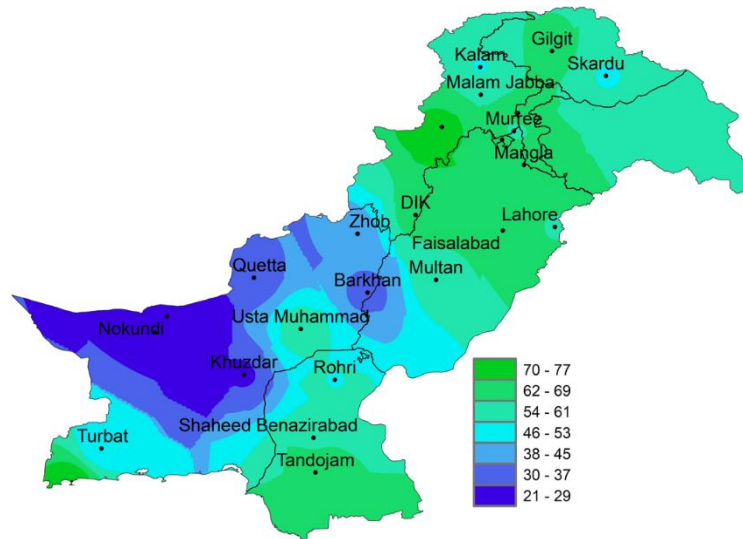 Gilgit
Kalam
Skardu
Malam Jabba
Murree
Mangla
DIK
Lahore
Zhob
Faisalabad
Quetta
Multan
Barkhan
Usta Muhammad
Nokundi
Khuzdar
Rohri
Shaheed Benazirabad
Turbat
Tandojam
70 - 77
62 - 69
54 - 61
46 - 53
38 - 45
30 - 37
21 - 29